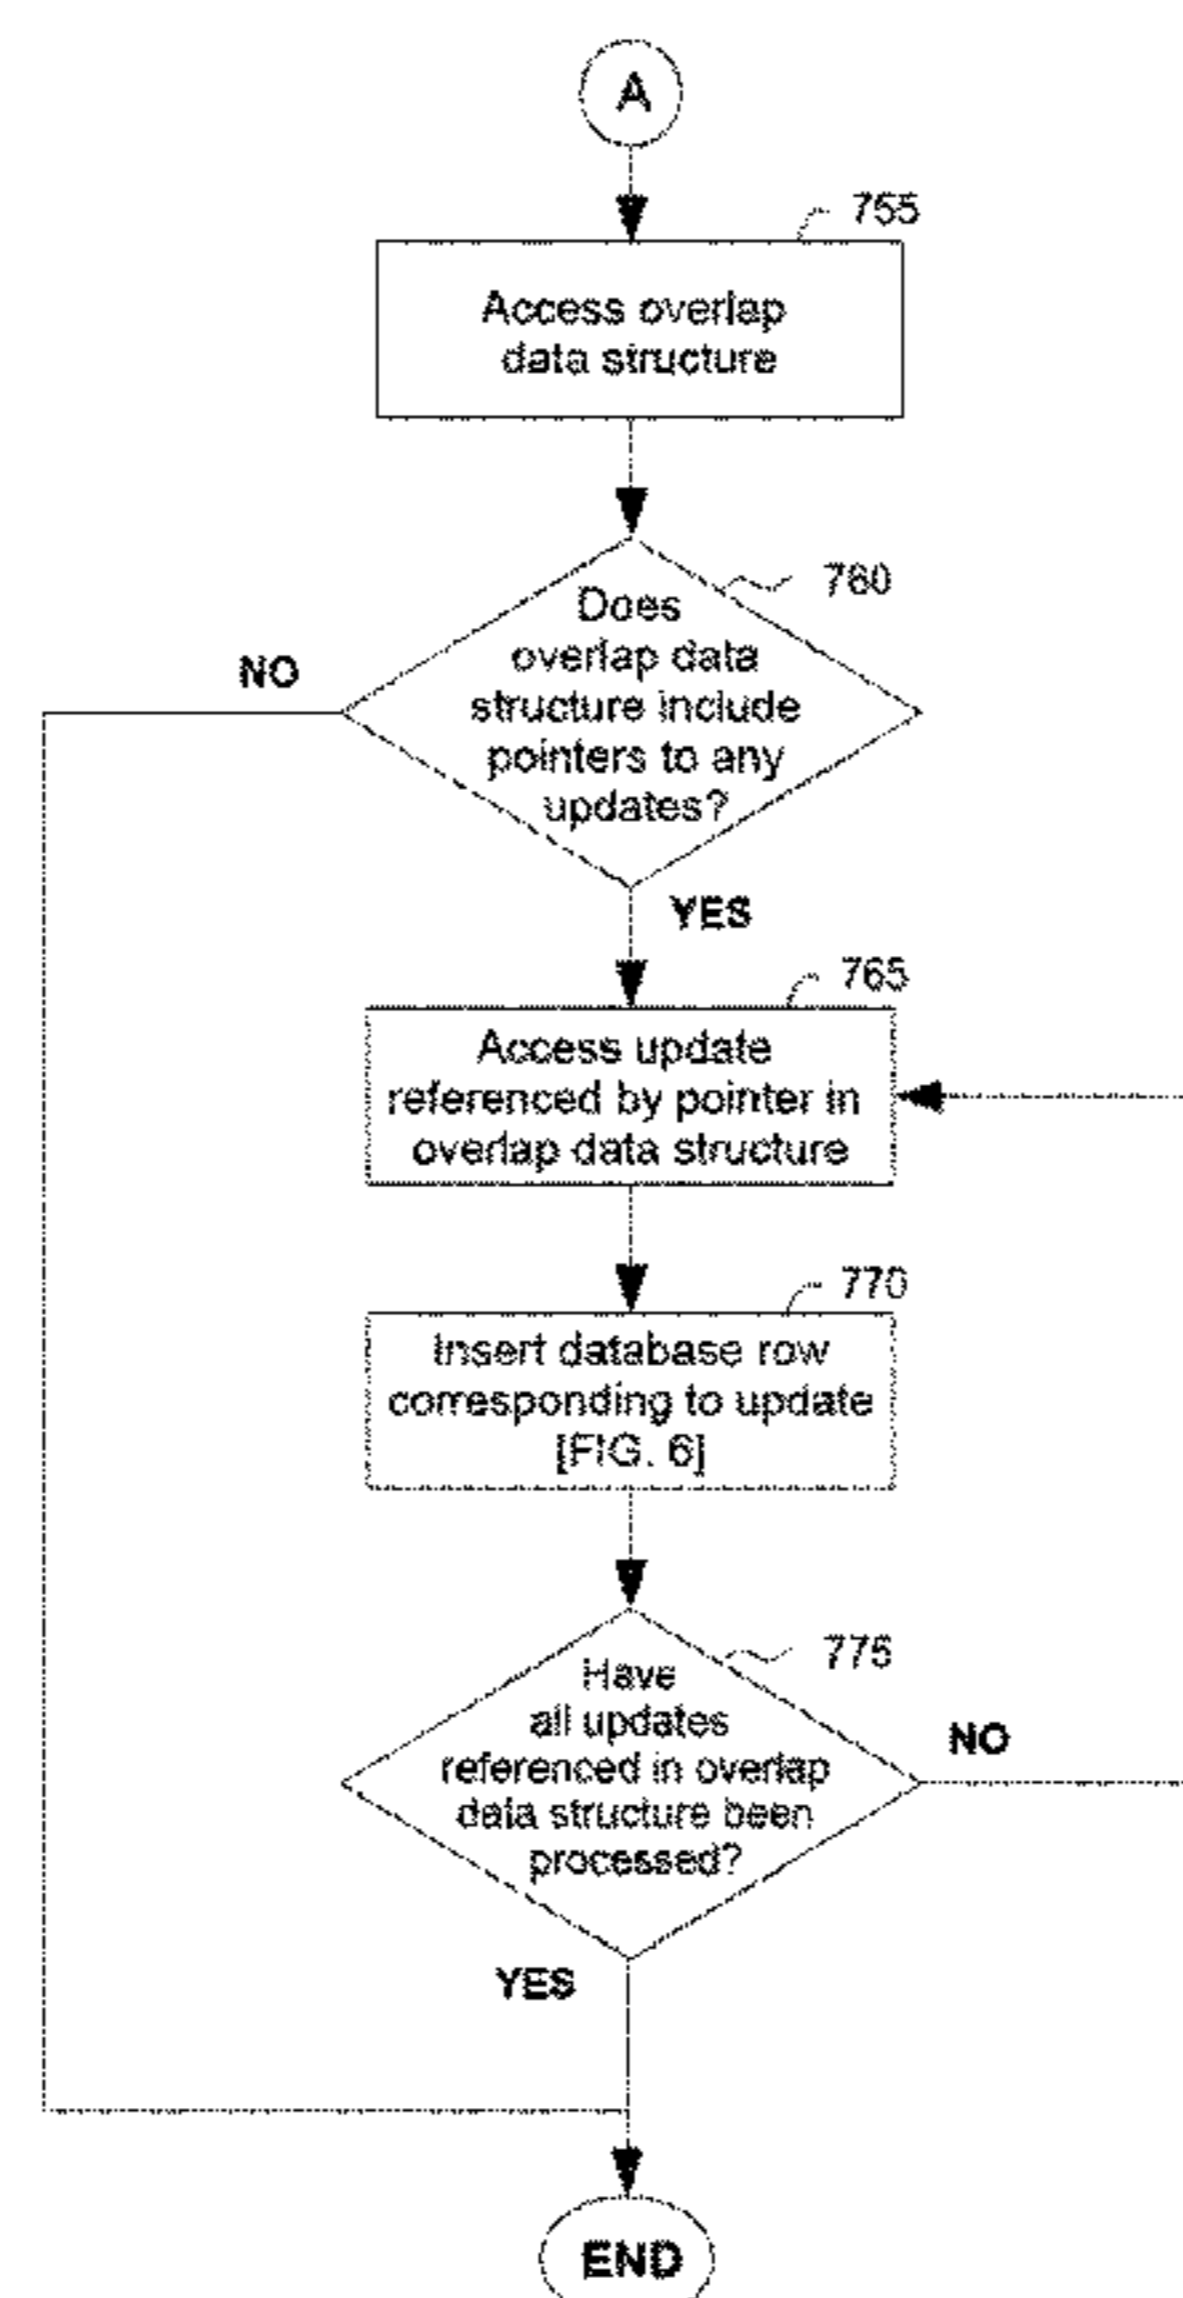 A
755
Access overlap
data structure
760
Does
overlap data
structure include
pointers to any
updates?
NO
YES
765
Access update
referenced by pointer in
overlap data structure
770
Insert database row
corresponding to update
[FIG. 6]
775
Have
all updates
referenced in overlap
data structure been
processed?
NO
YES
END